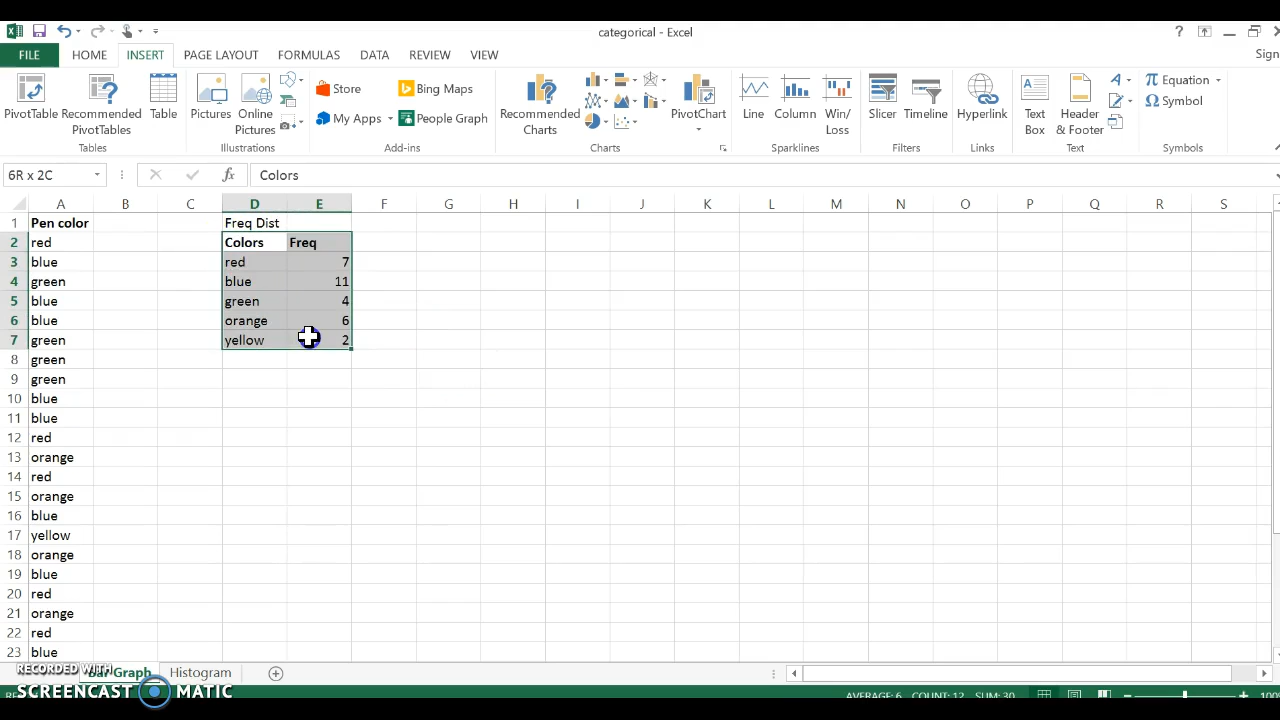 categorical - Excel
?
Sign
FILE HOME INSERT PAGE LAYOUT FORMULAS DATA REVIEW VIEW
PivotTable Recommended PivotTables Table
Tables
Pictures Online Pictures
Illustrations
Store
My Apps
Bing Maps
People Graph
Add-ins
Recommended Charts
PivotChart
Charts
Line Column Win/Loss
Sparklines
Slicer Timeline
Filters
Hyperlink
Links
Text Box Header & Footer
Text
Equation
Symbol
Symbols
6R x 2C fx Colors
A B C D E F G H I J K L M N O P Q R S
1 Pen color Freq Dist
2 red Colors Freq
3 blue red 7
4 green blue 11
5 blue green 4
6 blue orange 6
7 green yellow 2
8 green
9 green
10 blue
11 blue
12 red
13 orange
14 red
15 orange
16 blue
17 yellow
18 orange
19 blue
20 red
21 orange
22 red
23 blue
Bar Graph Histogram
RECORDED WITH
SCREENCAST MATIC
AVERAGE: 6 COUNT: 12 SUM: 30